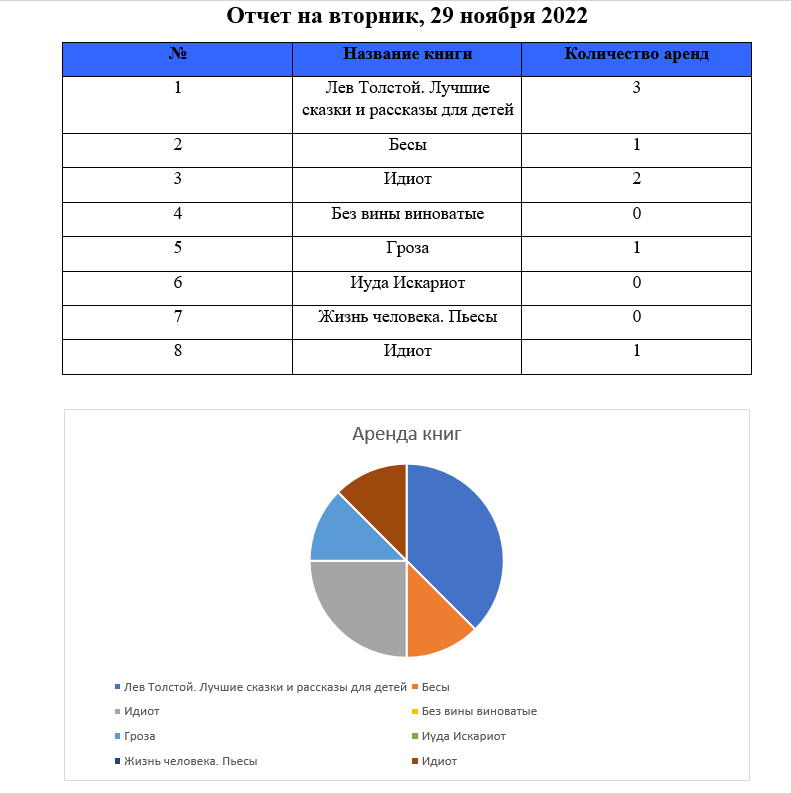 Отчет на вторник, 29 ноября 2022
№ Название книги Количество аренд
1 Лев Толстой. Лучшие 3
сказки и рассказы для детей
2 Бесы 1
3 Идиот 2
4 Без вины виноватые 0
5 Гроза 1
6 Иуда Искариот 0
7 Жизнь человека. Пьесы 0
8 Идиот 1
Аренда книг
Лев Толстой. Лучшие сказки и рассказы для детей Бесы
Идиот Без вины виноватые
Гроза Иуда Искариот
Жизнь человека. Пьесы Идиот